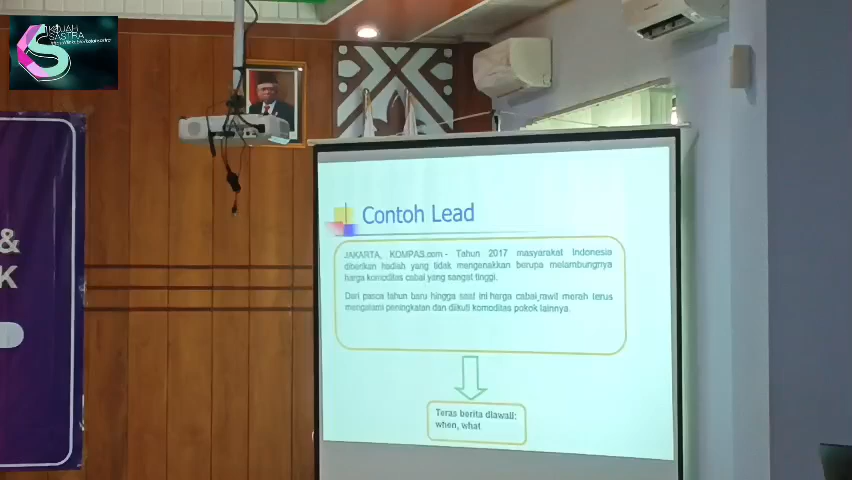 KIJAH
SASTRA
&
K
Contoh Lead
JAKARTA, KOMPAS.com - Tahun 2017 masyarakat Indonesia
diberikan hadiah yang tidak mengenakkan berupa melambungnya
harga komoditas cabai yang sangat tinggi.
Dari pasca tahun baru hingga saat ini harga cabai rawit merah terus
mengalami peningkatan dan diikuti komoditas pokok lainnya.
Teras berita diawali:
when, what